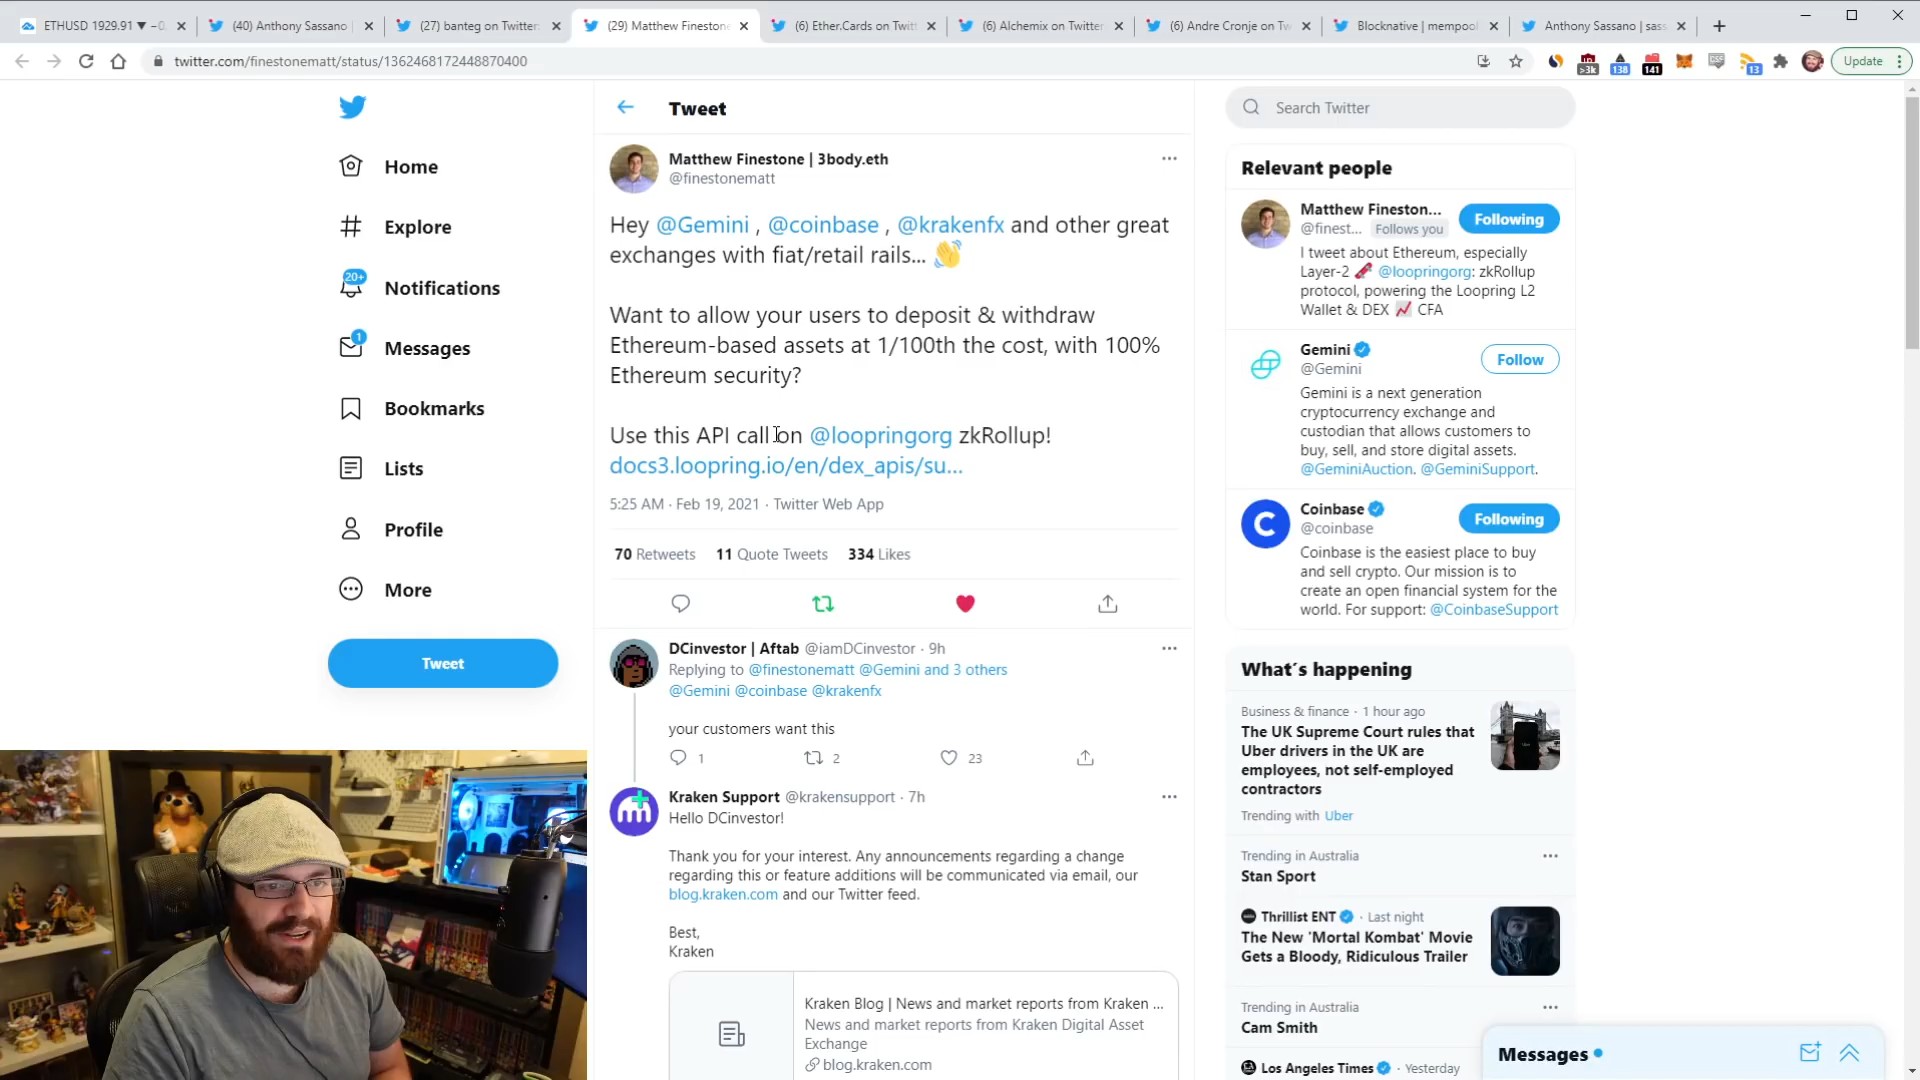 ETHUSD 1929.91 ▼ −0.
(40) Anthony Sassano |
(27) banteg on Twitter:
(29) Matthew Finestone
(6) Ether.Cards on Twitt
(6) Alchemix on Twitter
(6) Andre Cronje on Tw
Blocknative | mempool
Anthony Sassano | sass
twitter.com/finestonematt/status/1362468172448870400
>3k
138
141
13
Update
Home
Explore
20+
Notifications
1
Messages
Bookmarks
Lists
Profile
More
Tweet
Tweet
Matthew Finestone | 3body.eth
@finestonematt
Hey @Gemini , @coinbase , @krakenfx and other great
exchanges with fiat/retail rails... 👋
Want to allow your users to deposit & withdraw
Ethereum-based assets at 1/100th the cost, with 100%
Ethereum security?
Use this API call on @loopringorg zkRollup!
docs3.loopring.io/en/dex_apis/su...
5:25 AM · Feb 19, 2021 · Twitter Web App
70 Retweets 11 Quote Tweets 334 Likes
DCinvestor | Aftab @iamDCinvestor · 9h
Replying to @finestonematt @Gemini and 3 others
@Gemini @coinbase @krakenfx
your customers want this
1 2 23
Kraken Support @krakensupport · 7h
Hello DCinvestor!
Thank you for your interest. Any announcements regarding a change
regarding this or feature additions will be communicated via email, our
blog.kraken.com and our Twitter feed.
Best,
Kraken
Kraken Blog | News and market reports from Kraken ...
News and market reports from Kraken Digital Asset
Exchange
blog.kraken.com
Search Twitter
Relevant people
Matthew Fineston...
@finest... Follows you
Following
I tweet about Ethereum, especially
Layer-2 🧨 @loopringorg: zkRollup
protocol, powering the Loopring L2
Wallet & DEX 📈 CFA
Gemini
@Gemini
Follow
Gemini is a next generation
cryptocurrency exchange and
custodian that allows customers to
buy, sell, and store digital assets.
@GeminiAuction. @GeminiSupport.
Coinbase
@coinbase
Following
Coinbase is the easiest place to buy
and sell crypto. Our mission is to
create an open financial system for the
world. For support: @CoinbaseSupport
What's happening
Business & finance · 1 hour ago
The UK Supreme Court rules that
Uber drivers in the UK are
employees, not self-employed
contractors
Trending with Uber
Trending in Australia
Stan Sport
Thrillist ENT · Last night
The New 'Mortal Kombat' Movie
Gets a Bloody, Ridiculous Trailer
Trending in Australia
Cam Smith
Los Angeles Times · Yesterday
Messages